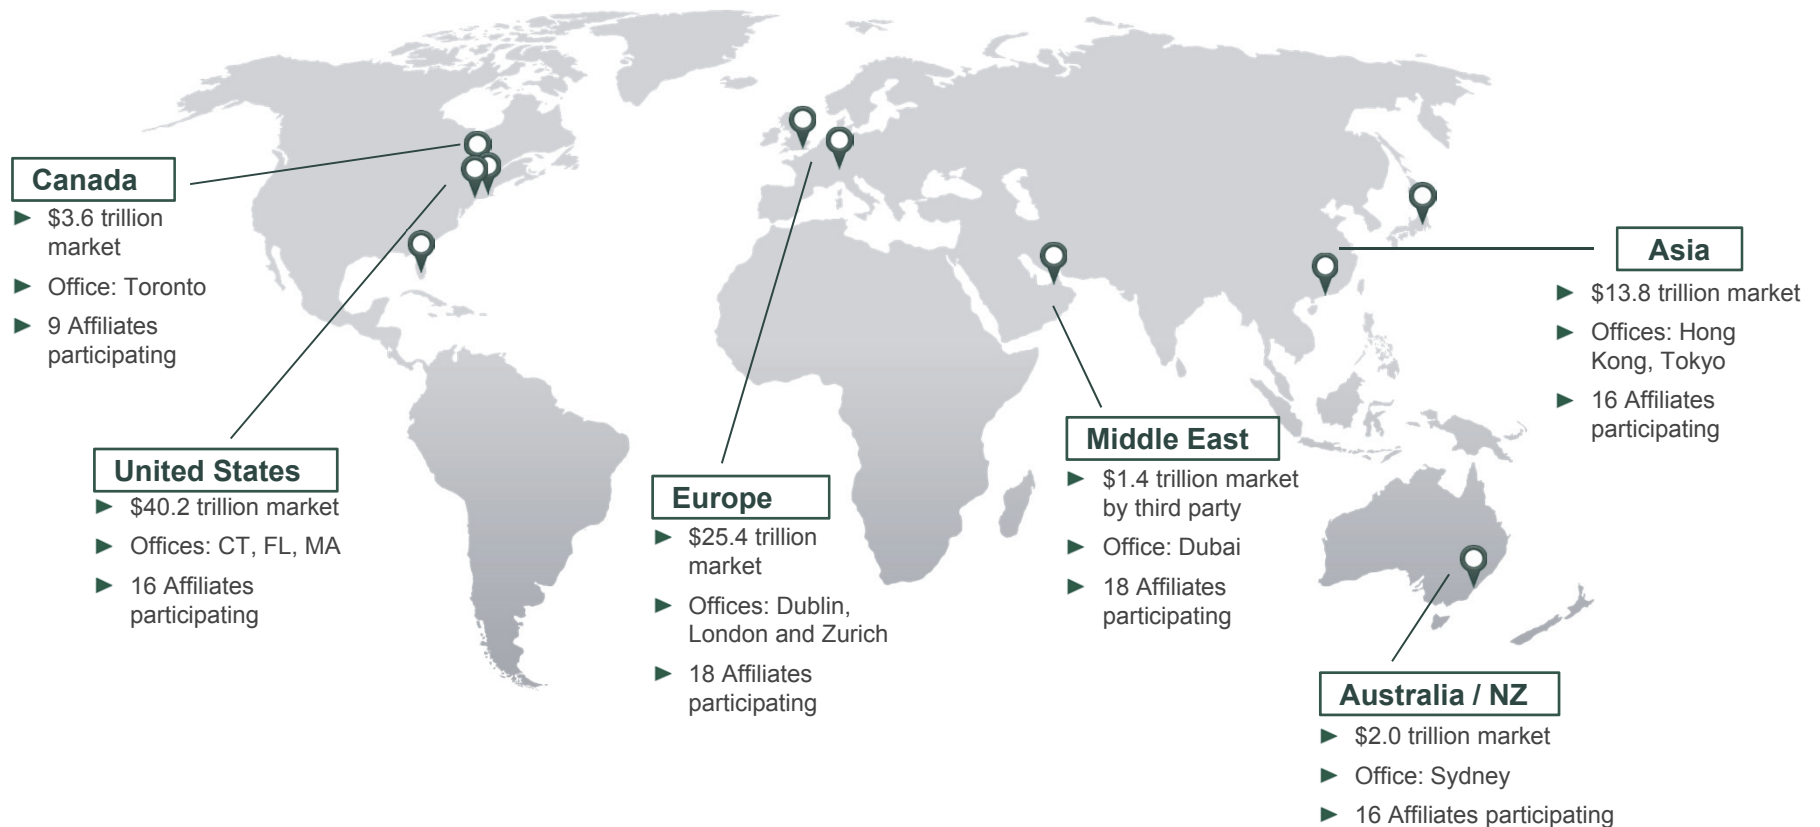 Canada
► $3.6 trillion
market
► Office: Toronto
► 9 Affiliates
participating
United States
► $40.2 trillion market
► Offices: CT, FL, MA
► 16 Affiliates
participating
Europe
► $25.4 trillion
market
► Offices: Dublin,
London and Zurich
► 18 Affiliates
participating
Middle East
► $1.4 trillion market
by third party
► Office: Dubai
► 18 Affiliates
participating
Asia
► $13.8 trillion market
► Offices: Hong
Kong, Tokyo
► 16 Affiliates
participating
Australia / NZ
► $2.0 trillion market
► Office: Sydney
► 16 Affiliates participating